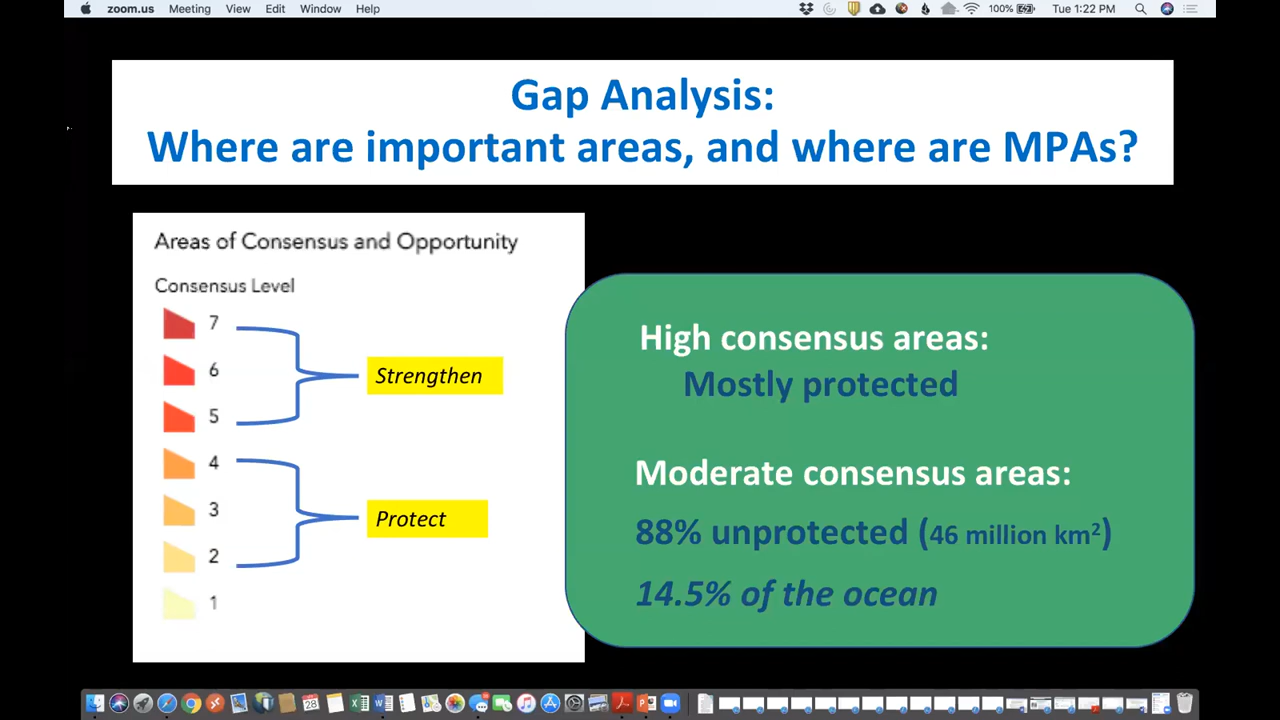 zoom.us Meeting View Edit Window Help 100% Tue 1:22 PM
Gap Analysis:
Where are important areas, and where are MPAs?
Areas of Consensus and Opportunity
Consensus Level
7
6
5
Strengthen
4
3
2
Protect
1
High consensus areas:
Mostly protected
Moderate consensus areas:
88% unprotected (46 million km²)
14.5% of the ocean
28